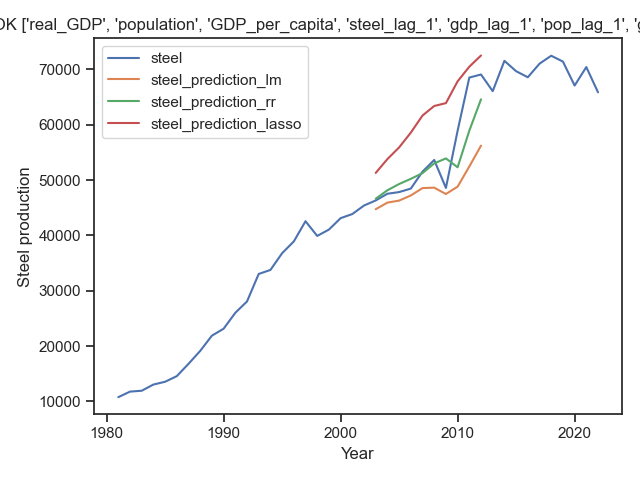 OK ['real_GDP', 'population', 'GDP_per_capita', 'steel_lag_1', 'gdp_lag_1', 'pop_lag_1', 'g
steel
steel_prediction_lm
steel_prediction_rr
steel_prediction_lasso
Steel production
70000
60000
50000
40000
30000
20000
10000
1980
1990
2000
2010
2020
Year